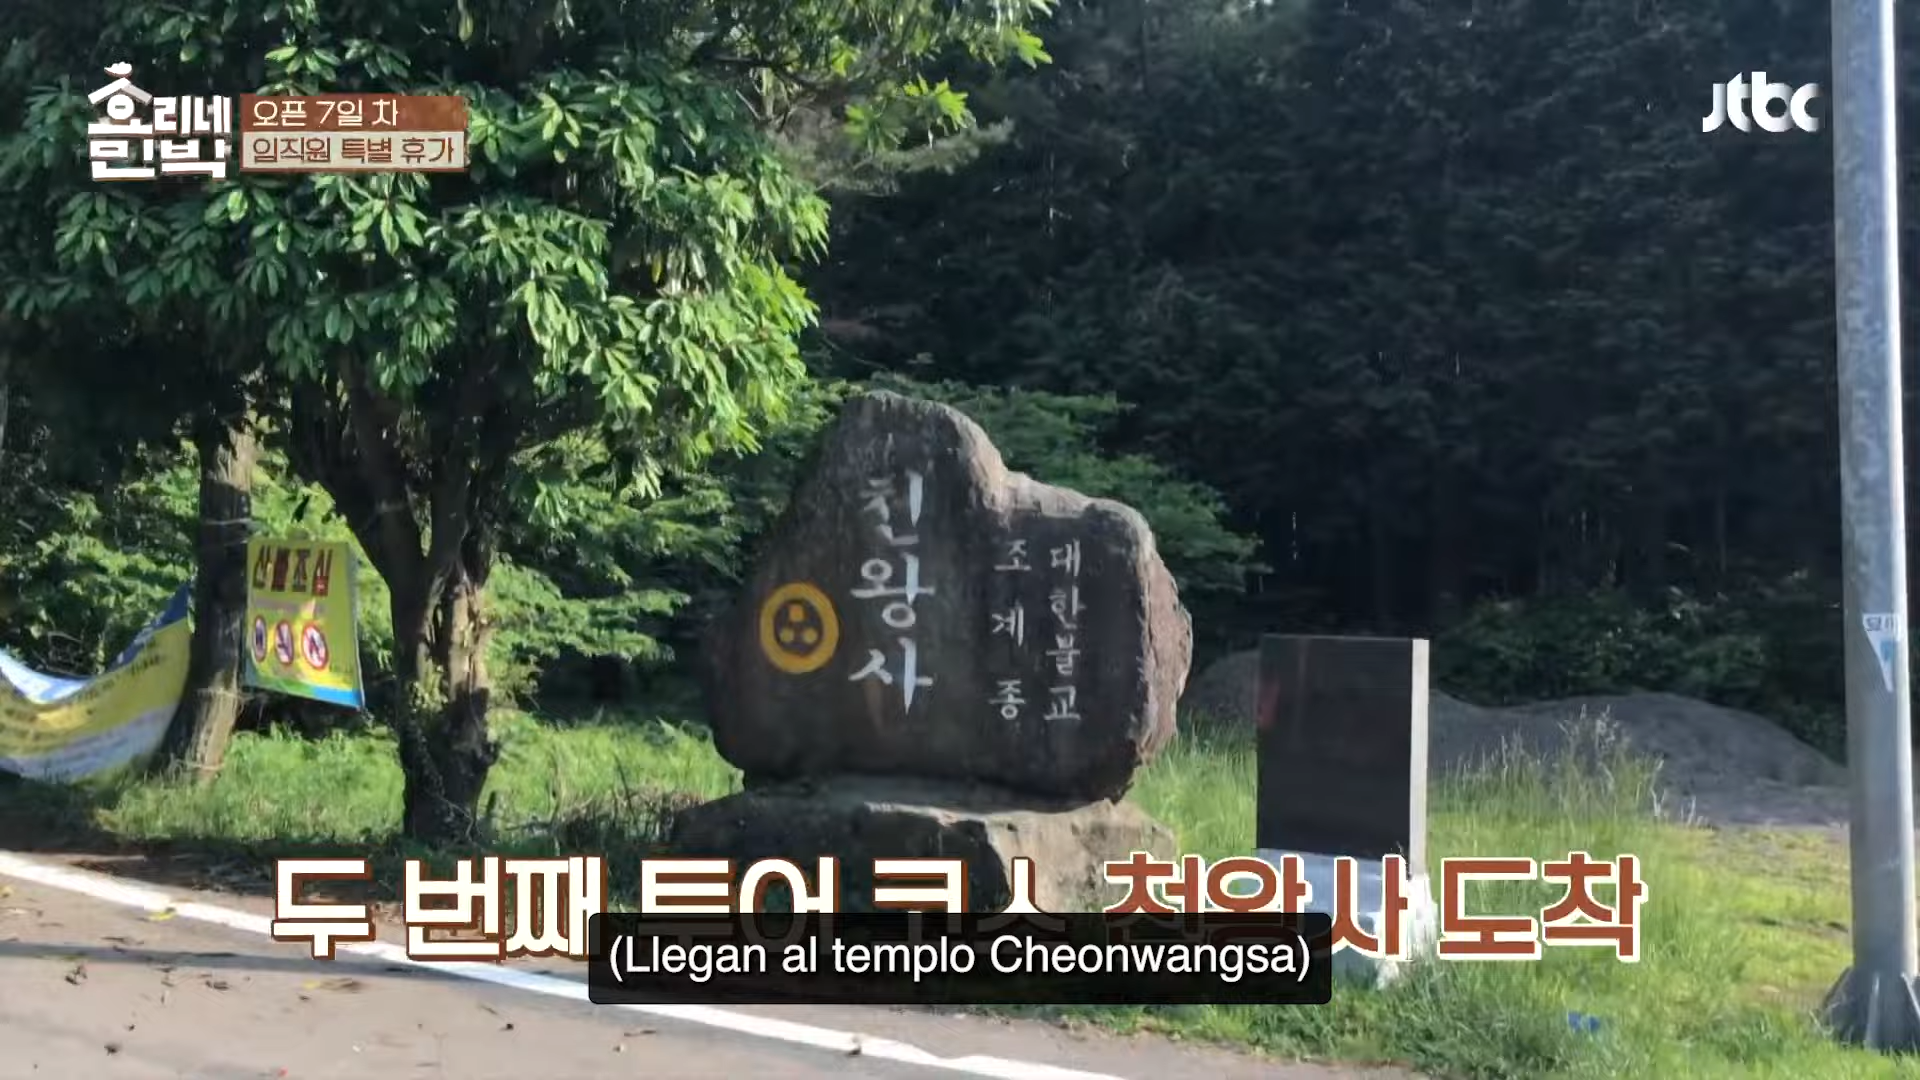 효리네
민박
오픈 7일 차
임직원 특별 휴가
jtbc
산불조심
천왕사
대한불교
조계종
두 번째 투어 코스 천왕사 도착
(Llegan al templo Cheonwangsa)